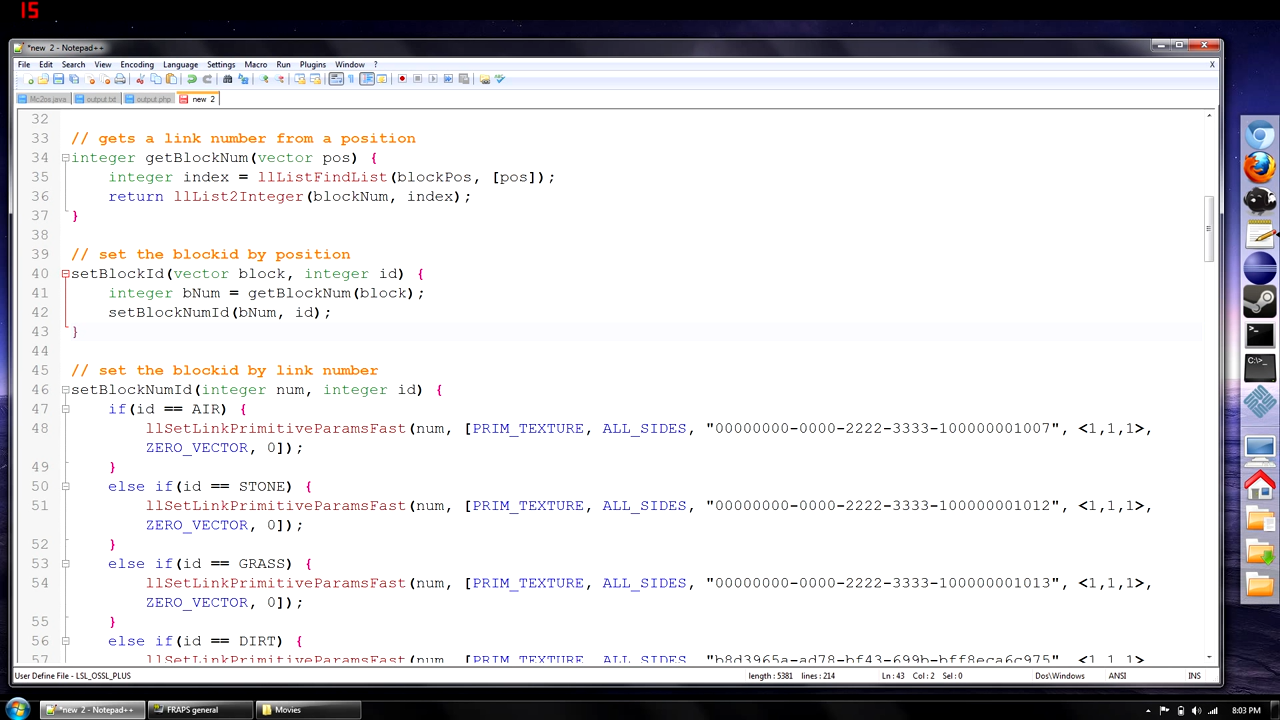 15
*new 2 - Notepad++
File Edit Search View Encoding Language Settings Macro Run Plugins Window ? X
Mc2os.java output.txt output.php new 2
32
33 // gets a link number from a position
34 integer getBlockNum(vector pos) {
35 integer index = llListFindList(blockPos, [pos]);
36 return llList2Integer(blockNum, index);
37 }
38
39 // set the blockid by position
40 setBlockId(vector block, integer id) {
41 integer bNum = getBlockNum(block);
42 setBlockNumId(bNum, id);
43 }
44
45 // set the blockid by link number
46 setBlockNumId(integer num, integer id) {
47 if(id == AIR) {
48 llSetLinkPrimitiveParamsFast(num, [PRIM_TEXTURE, ALL_SIDES, "00000000-0000-2222-3333-100000001007", <1,1,1>,
ZERO_VECTOR, 0]);
49 }
50 else if(id == STONE) {
51 llSetLinkPrimitiveParamsFast(num, [PRIM_TEXTURE, ALL_SIDES, "00000000-0000-2222-3333-100000001012", <1,1,1>,
ZERO_VECTOR, 0]);
52 }
53 else if(id == GRASS) {
54 llSetLinkPrimitiveParamsFast(num, [PRIM_TEXTURE, ALL_SIDES, "00000000-0000-2222-3333-100000001013", <1,1,1>,
ZERO_VECTOR, 0]);
55 }
56 else if(id == DIRT) {
57 llSetLinkPrimitiveParamsFast(num, [PRIM_TEXTURE, ALL_SIDES, "b8d3965a-ad78-bf43-699b-bff8eca6c975", <1,1,1>,
User Define File - LSL_OSSL_PLUS length : 5381 lines : 214 Ln : 43 Col : 2 Sel : 0 Dos\Windows ANSI INS
*new 2 - Notepad++ FRAPS general Movies 8:03 PM